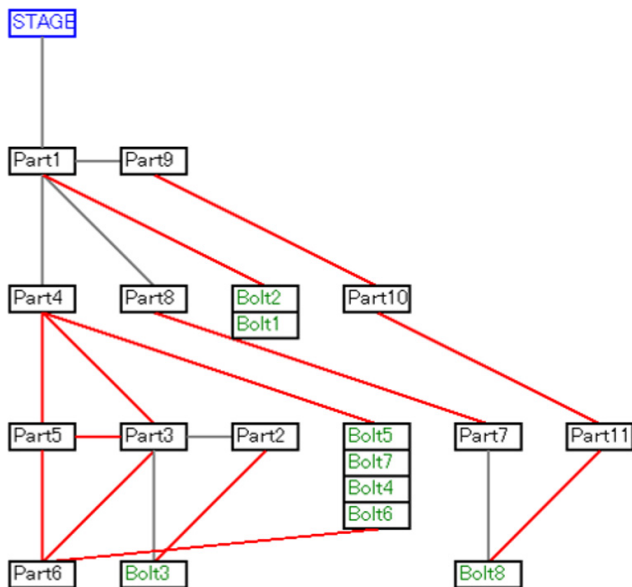 STAGE
Part1 Part9
Part4 Part8 Bolt2 Part10
Bolt1
Part5 Part3 Part2 Bolt5 Part7 Part11
Bolt7
Bolt4
Bolt6
Part6 Bolt3 Bolt8